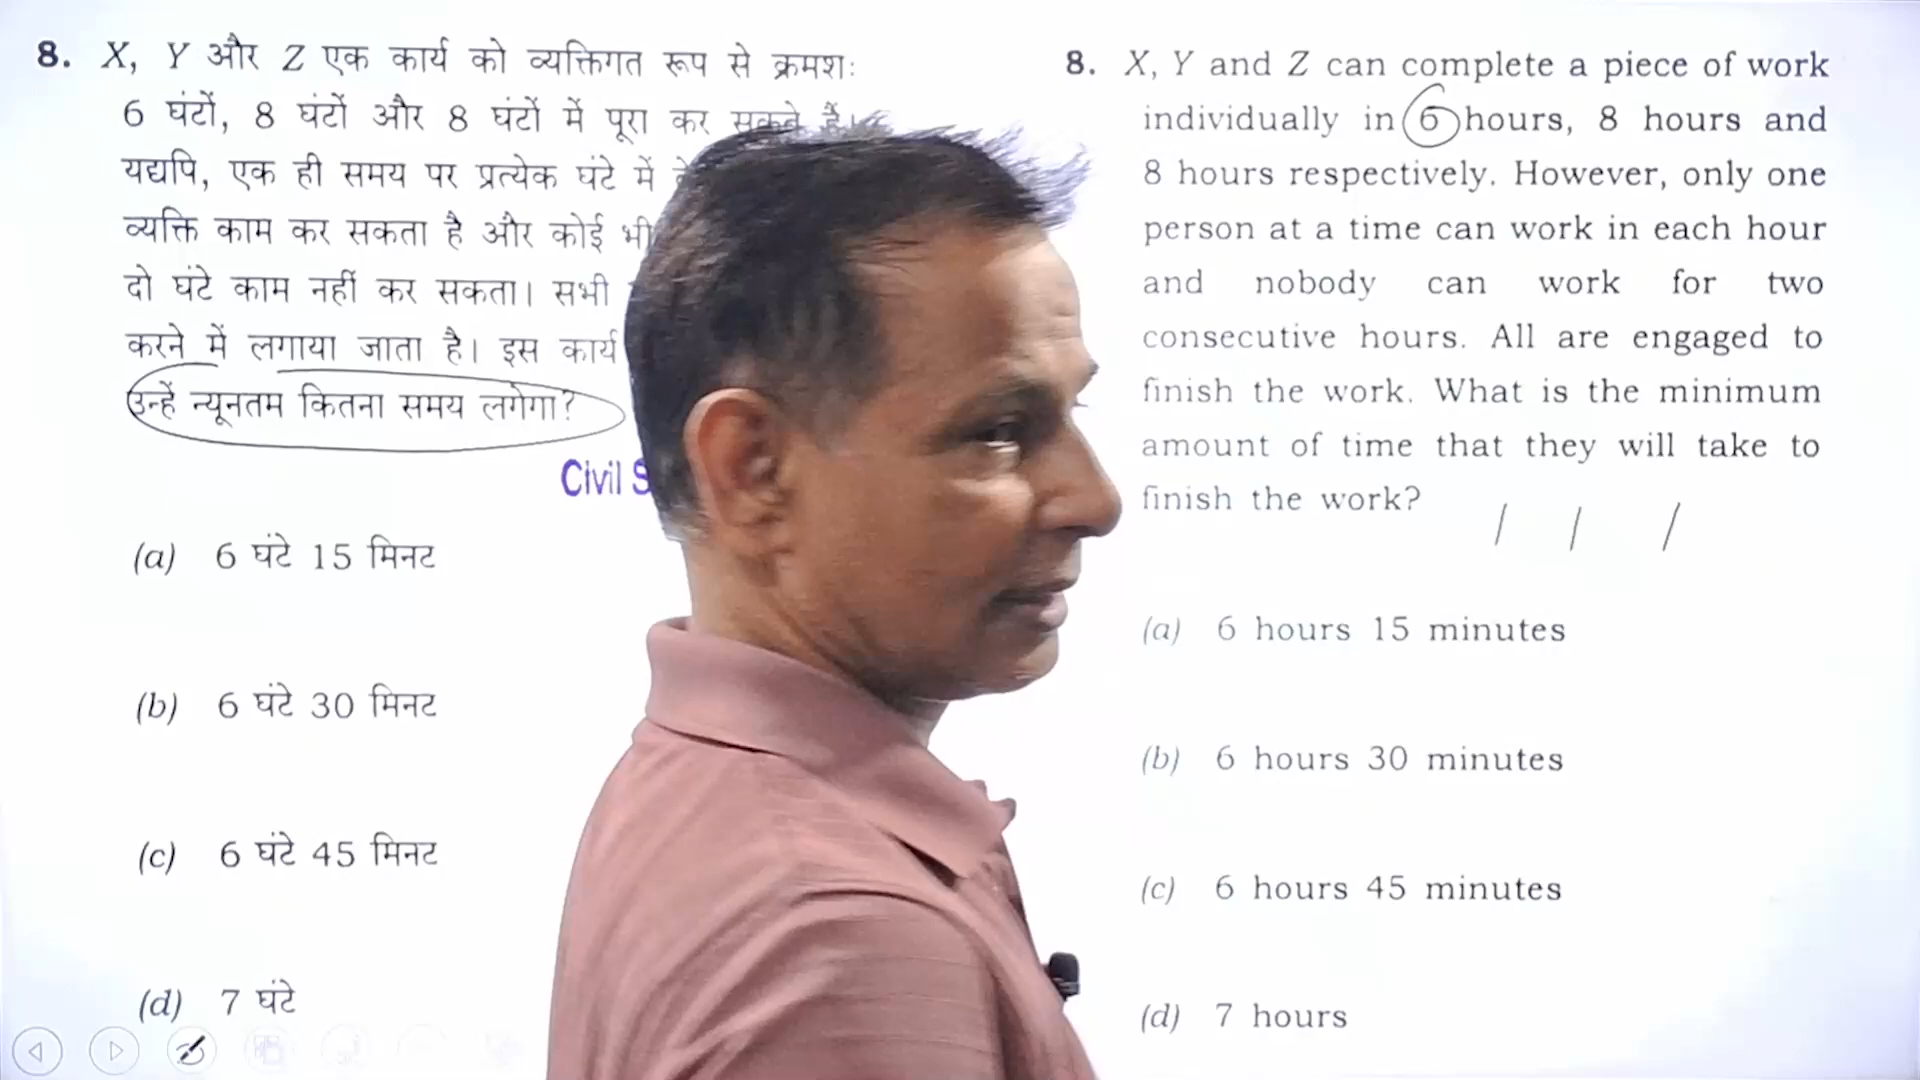 8. X, Y और Z एक कार्य को व्यक्तिगत रूप से क्रमशः
6 घंटों, 8 घंटों और 8 घंटों में पूरा कर सकते हैं।
यद्यपि, एक ही समय पर प्रत्येक घंटे में
व्यक्ति काम कर सकता है और कोई भी
दो घंटे काम नहीं कर सकता। सभी
करने में लगाया जाता है। इस कार्य
उन्हें न्यूनतम कितना समय लगेगा?
Civil S
(a) 6 घंटे 15 मिनट
(b) 6 घंटे 30 मिनट
(c) 6 घंटे 45 मिनट
(d) 7 घंटे
8. X, Y and Z can complete a piece of work
individually in 6 hours, 8 hours and
8 hours respectively. However, only one
person at a time can work in each hour
and nobody can work for two
consecutive hours. All are engaged to
finish the work. What is the minimum
amount of time that they will take to
finish the work?
(a) 6 hours 15 minutes
(b) 6 hours 30 minutes
(c) 6 hours 45 minutes
(d) 7 hours